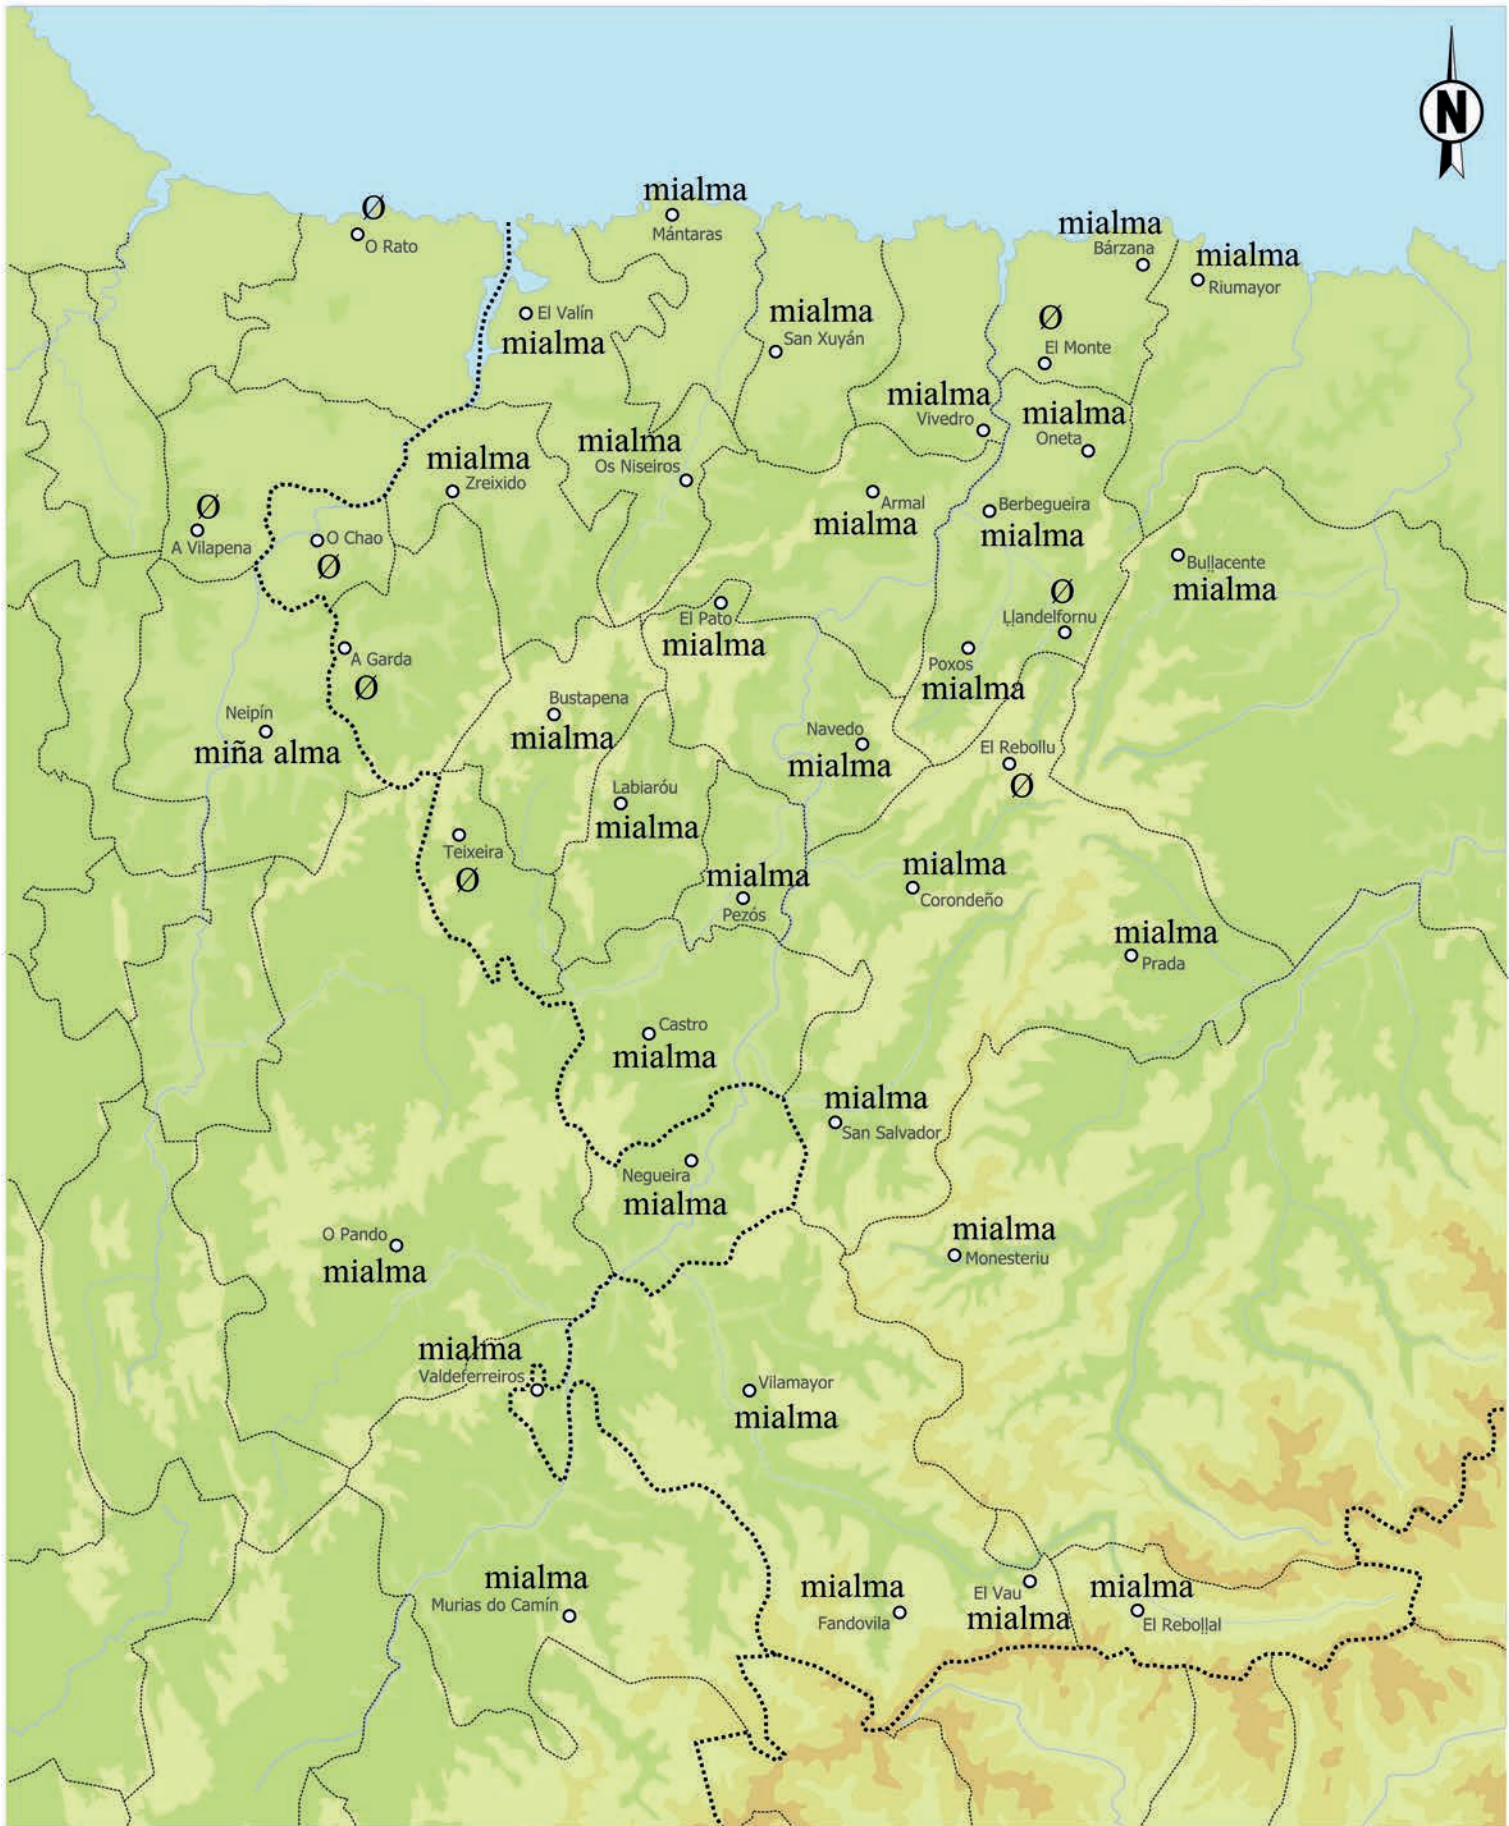 N
mialma
Mántaras
Ø
O Rato
mialma
Bárzana
mialma
Riumayor
El Valín
mialma
mialma
San Xuyán
Ø
El Monte
mialma
Vivedro
mialma
Oneta
mialma
Os Niseiros
mialma
Zreixido
Ø
A Vilapena
O Chao
Ø
Armal
mialma
Berbegueira
mialma
Buḷḷacente
mialma
El Pato
mialma
Ø
Ḷḷandelfornu
A Garda
Ø
Poxos
mialma
Neipín
miña alma
Bustapena
mialma
Navedo
mialma
El Rebollu
Ø
Labiaróu
mialma
Teixeira
Ø
mialma
Pezós
mialma
Corondeño
mialma
Prada
Castro
mialma
mialma
San Salvador
Negueira
mialma
O Pando
mialma
mialma
Monesteriu
mialma
Valdeferreiros
Vilamayor
mialma
mialma
Murias do Camín
mialma
Fandovila
El Vau
mialma
mialma
El Reboḷḷal